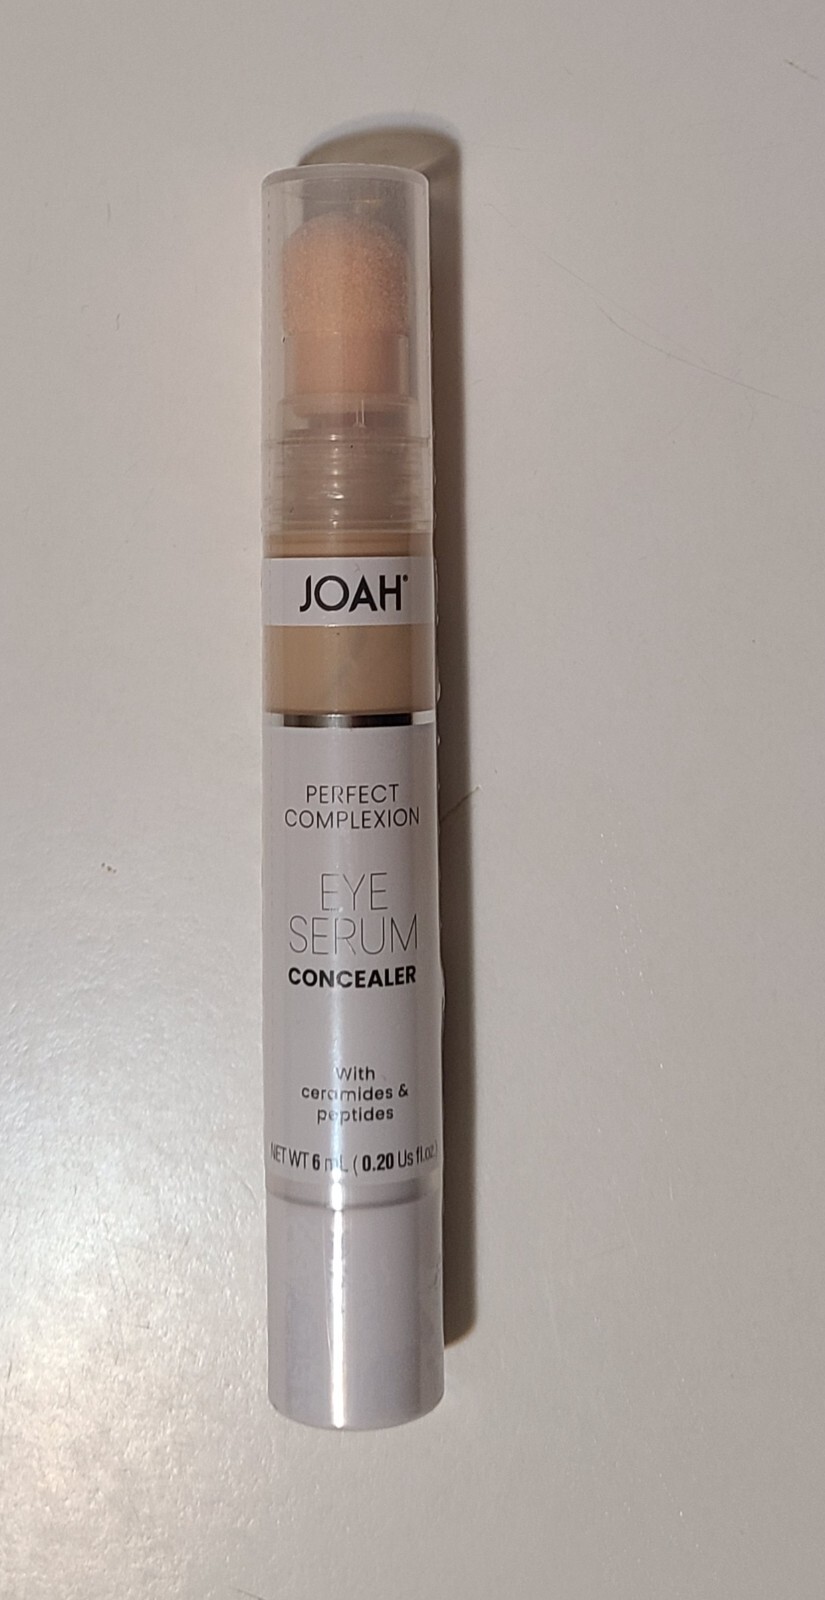 JOAH®
PERFECT
COMPLEXION
EYE
SERUM
CONCEALER
With
ceramides &
peptides
NET WT 6 mL ( 0.20 Us fl.oz)